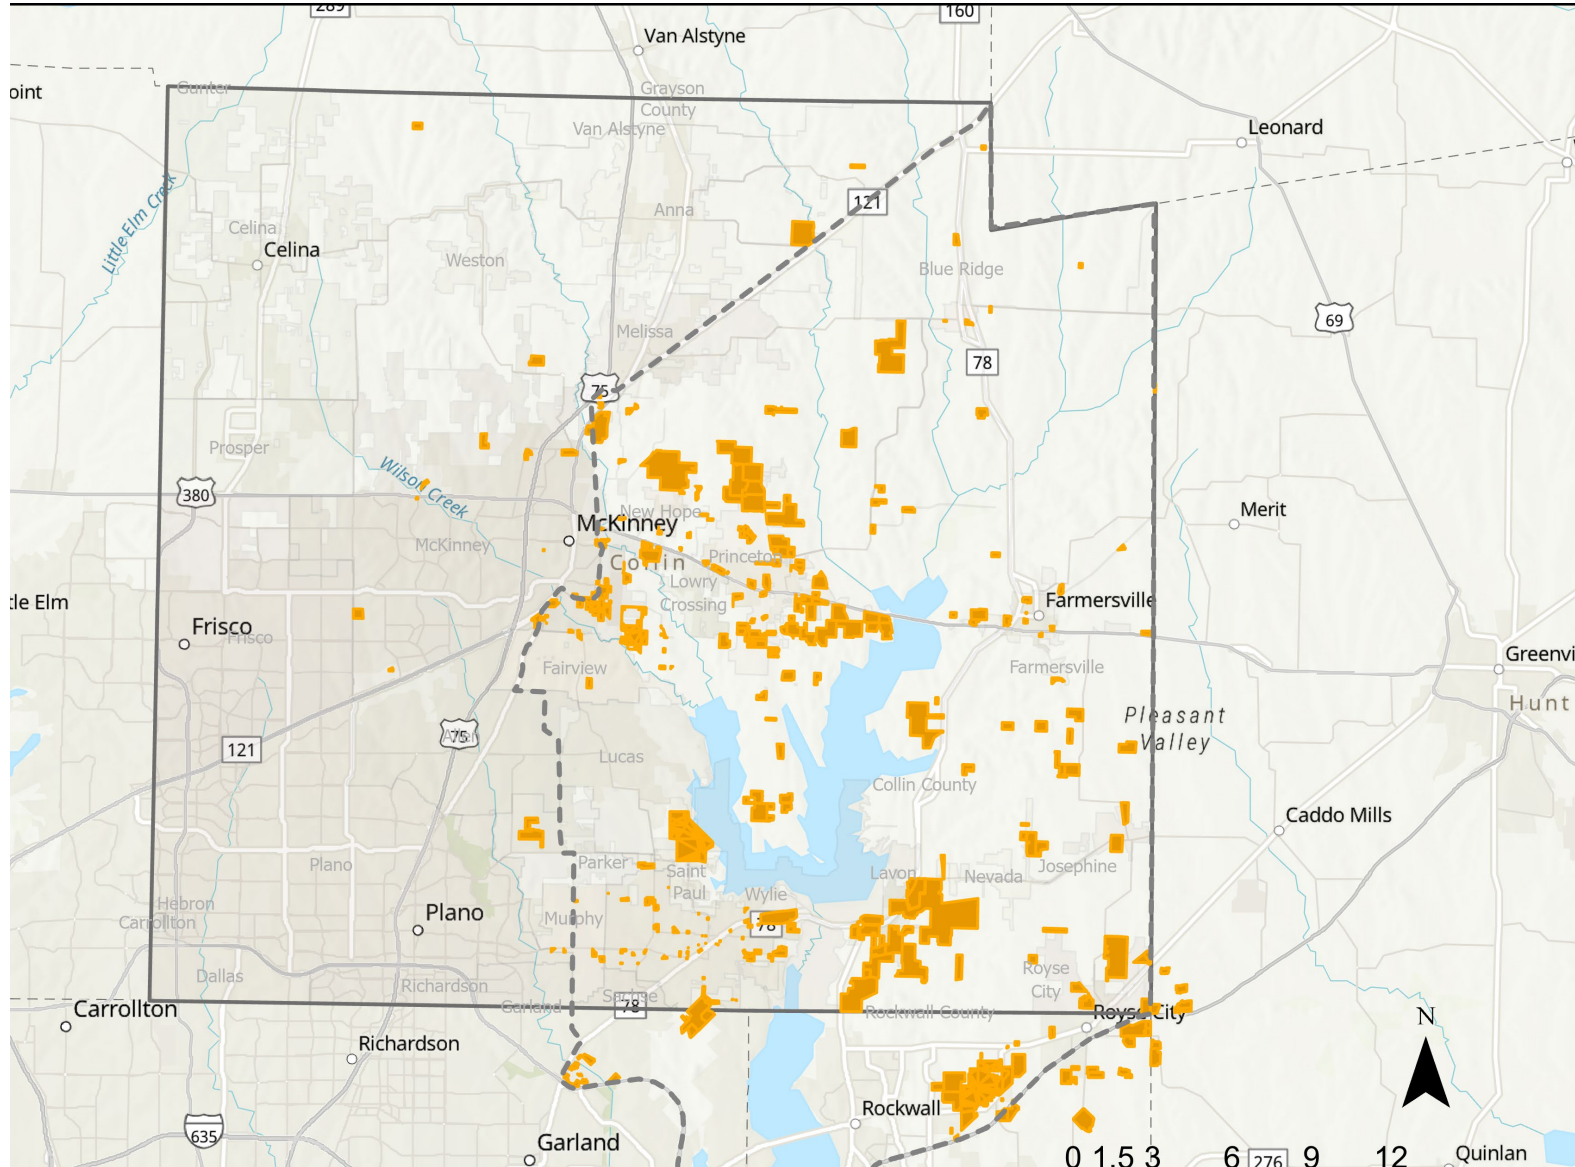 289
160
Van Alstyne
oint
Gunter
Grayson
County
Van Alstyne
Leonard
Little Elm Creek
121
Anna
Celina
Celina
Weston
Blue Ridge
69
Melissa
78
75
Prosper
Wilson Creek
380
New Hope
McKinney
Merit
McKinney
Collin
Princeton
Lowry
Crossing
tle Elm
Farmersville
Frisco
Frisco
Fairview
Farmersville
Greenvi
Hunt
Pleasant
Valley
75
121
Lucas
Collin County
Caddo Mills
Plano
Parker
Saint
Paul
Lavon
Nevada
Josephine
Wylie
Hebron
Carrollton
Plano
Murphy
78
Dallas
Richardson
Royse
City
Garland
Sachse
78
Rockwall County
Royse City
Carrollton
N
Richardson
Rockwall
635
Garland
0 1.5 3 6 9 12
276
Quinlan